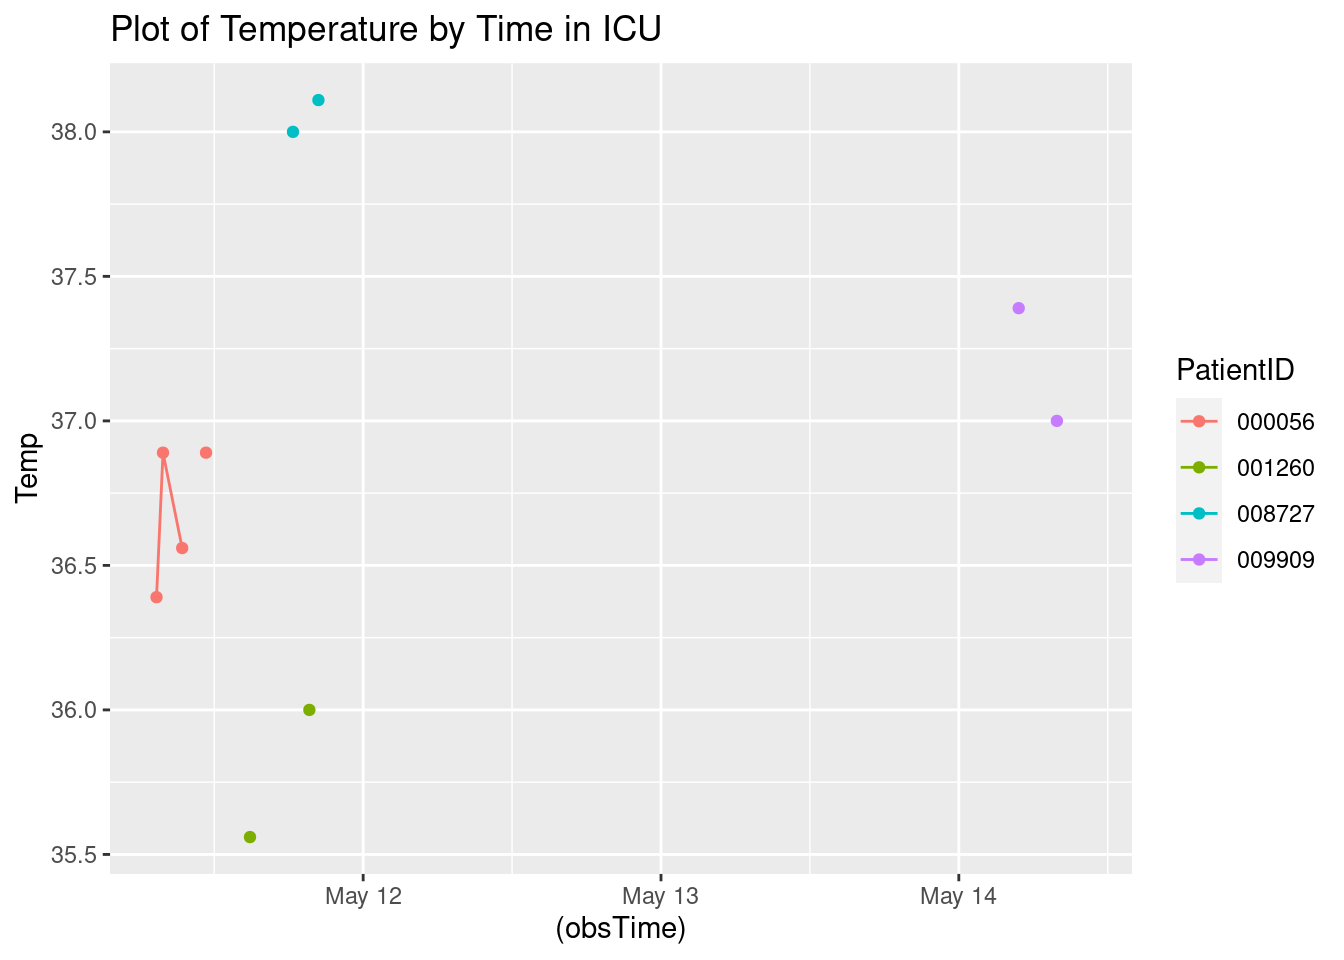 Plot of Temperature by Time in ICU
38.0
37.5
37.0
36.5
36.0
35.5
Temp
May 12
May 13
May 14
(obsTime)
PatientID
000056
001260
008727
009909